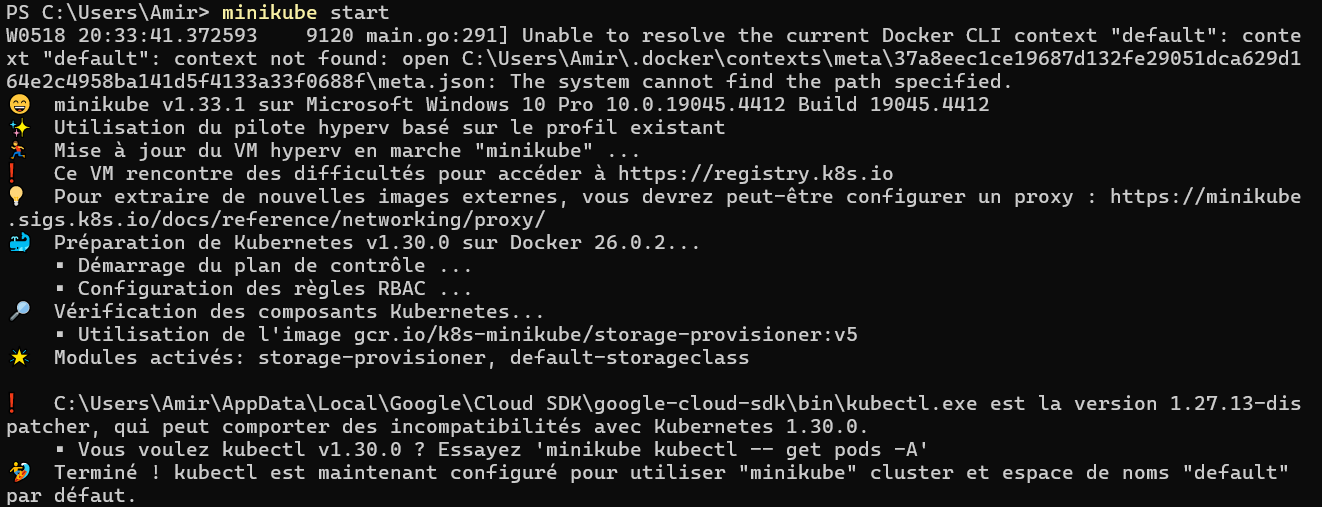 PS C:\Users\Amir> minikube start
W0518 20:33:41.372593    9120 main.go:291] Unable to resolve the current Docker CLI context "default": conte
xt "default": context not found: open C:\Users\Amir\.docker\contexts\meta\37a8eec1ce19687d132fe29051dca629d1
64e2c4958ba141d5f4133a33f0688f\meta.json: The system cannot find the path specified.
😄  minikube v1.33.1 sur Microsoft Windows 10 Pro 10.0.19045.4412 Build 19045.4412
✨  Utilisation du pilote hyperv basé sur le profil existant
🏃  Mise à jour du VM hyperv en marche "minikube" ...
❗  Ce VM rencontre des difficultés pour accéder à https://registry.k8s.io
💡  Pour extraire de nouvelles images externes, vous devrez peut-être configurer un proxy : https://minikube
.sigs.k8s.io/docs/reference/networking/proxy/
🐳  Préparation de Kubernetes v1.30.0 sur Docker 26.0.2...
    ▪ Démarrage du plan de contrôle ...
    ▪ Configuration des règles RBAC ...
🔎  Vérification des composants Kubernetes...
    ▪ Utilisation de l'image gcr.io/k8s-minikube/storage-provisioner:v5
🌟  Modules activés: storage-provisioner, default-storageclass
❗  C:\Users\Amir\AppData\Local\Google\Cloud SDK\google-cloud-sdk\bin\kubectl.exe est la version 1.27.13-dis
patcher, qui peut comporter des incompatibilités avec Kubernetes 1.30.0.
    ▪ Vous voulez kubectl v1.30.0 ? Essayez 'minikube kubectl -- get pods -A'
🏄  Terminé ! kubectl est maintenant configuré pour utiliser "minikube" cluster et espace de noms "default"
par défaut.